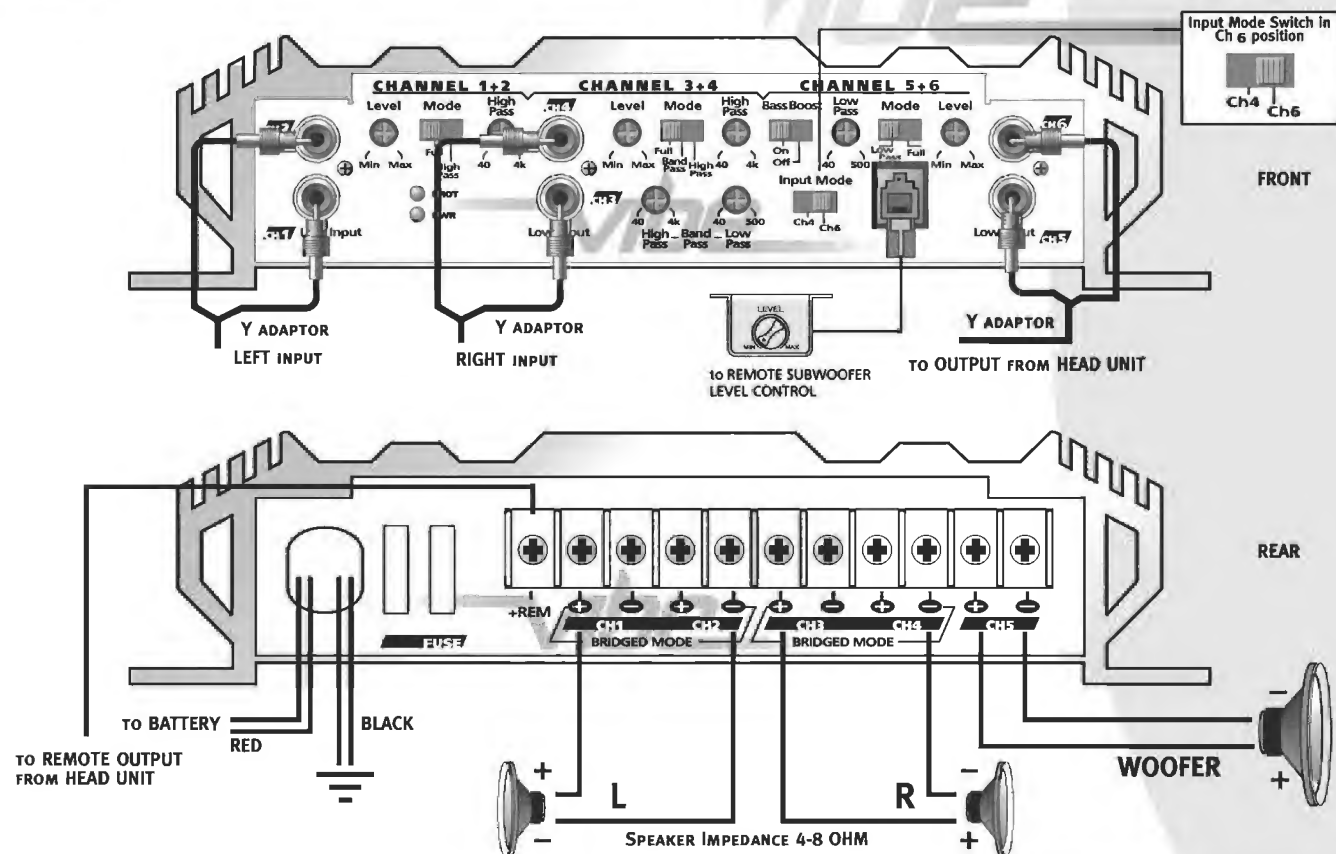 Input Mode Switch in
Ch 6 position
Ch4
Ch6
CHANNEL 1+2
CHANNEL 3+4
CHANNEL 5+6
Level
Mode
High
Pass
CH4
Level
Mode
High
Pass
Bass Boost
Low
Pass
Mode
Level
CH6
Min
Max
Full
High
Pass
40
4k
Min
Max
Full
Band
Pass
High
Pass
40
4k
On
Off
40
500
Low
Pass
Full
Min
Max
Input Mode
Ch4
Ch6
FRONT
CH1
Input
CH3
40
4k
40
500
High
Pass
Band
Pass
Low
Pass
CH5
Y ADAPTOR
LEFT INPUT
Y ADAPTOR
RIGHT INPUT
LEVEL
MIN
MAX
Y ADAPTOR
TO OUTPUT FROM HEAD UNIT
to REMOTE SUBWOOFER
LEVEL CONTROL
REAR
+REM
+ − + − + − + − + −
CH1
CH2
CH3
CH4
CH5
FUSE
BRIDGED MODE
BRIDGED MODE
TO BATTERY
RED
BLACK
TO REMOTE OUTPUT
FROM HEAD UNIT
+
−
L
R
−
+
WOOFER
−
+
SPEAKER IMPEDANCE 4-8 OHM